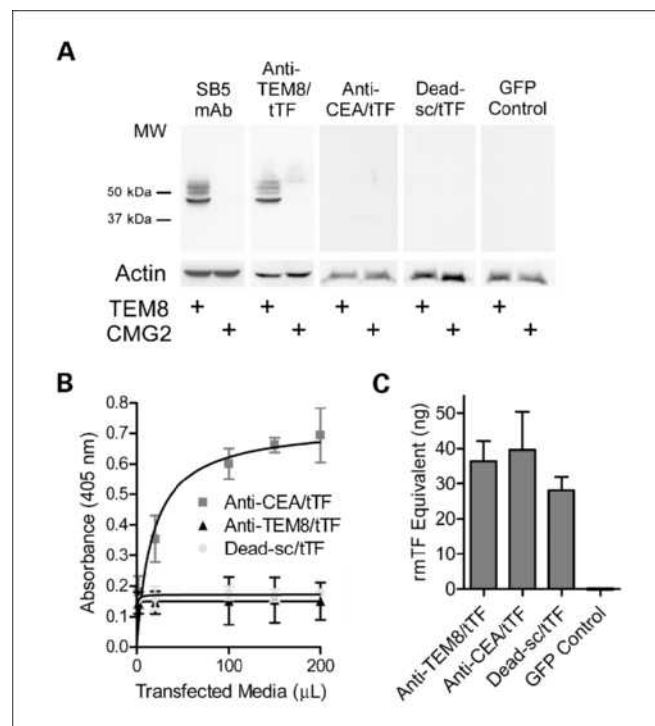 A
SB5 mAb
Anti-TEM8/tTF
Anti-CEA/tTF
Dead-sc/tTF
GFP Control
MW
50 kDa
37 kDa
Actin
TEM8 + + + + +
CMG2 + + + + +
B
Absorbance (405 nm)
0.8
0.7
0.6
0.5
0.4
0.3
0.2
0.1
0.0
Anti-CEA/tTF
Anti-TEM8/tTF
Dead-sc/tTF
0 100 200
Transfected Media (µL)
C
rmTF Equivalent (ng)
50
40
30
20
10
0
Anti-TEM8/tTF
Anti-CEA/tTF
Dead-sc/tTF
GFP Control